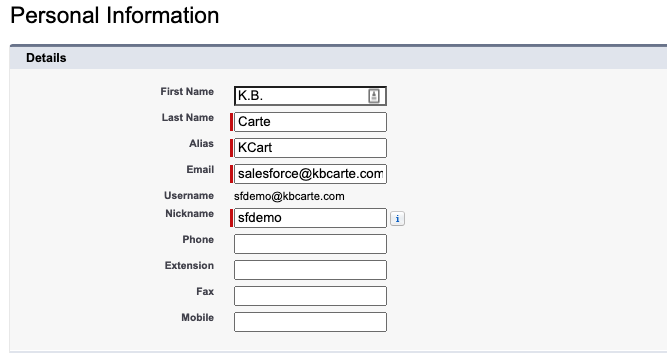 Personal Information
Details
First Name K.B.
Last Name Carte
Alias KCart
Email salesforce@kbcarte.com
Username sfdemo@kbcarte.com
Nickname sfdemo i
Phone
Extension
Fax
Mobile